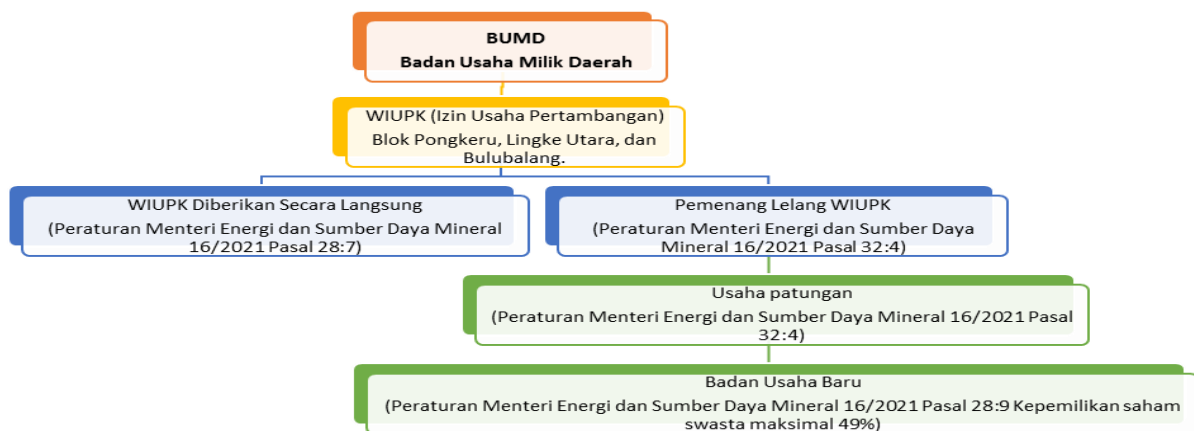 BUMD
Badan Usaha Milik Daerah
WIUPK (Izin Usaha Pertambangan)
Blok Pongkeru, Lingke Utara, dan
Bulubalang.
WIUPK Diberikan Secara Langsung
(Peraturan Menteri Energi dan Sumber Daya Mineral
16/2021 Pasal 28:7)
Pemenang Lelang WIUPK
(Peraturan Menteri Energi dan Sumber Daya
Mineral 16/2021 Pasal 32:4)
Usaha patungan
(Peraturan Menteri Energi dan Sumber Daya Mineral 16/2021 Pasal
32:4)
Badan Usaha Baru
(Peraturan Menteri Energi dan Sumber Daya Mineral 16/2021 Pasal 28:9 Kepemilikan saham
swasta maksimal 49%)